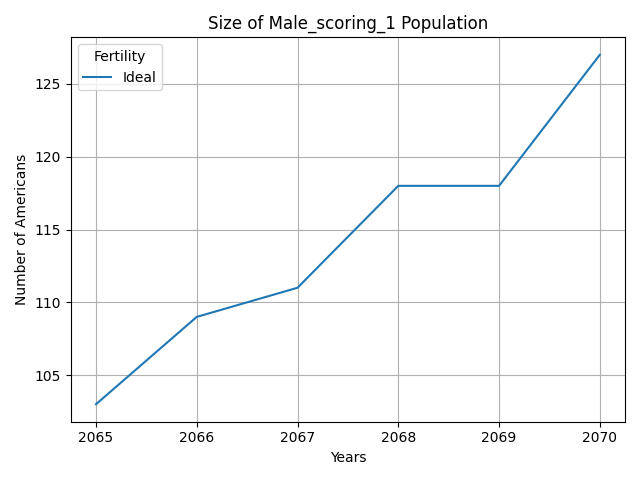 Size of Male_scoring_1 Population
Fertility
Ideal
Number of Americans
125
120
115
110
105
2065 2066 2067 2068 2069 2070
Years